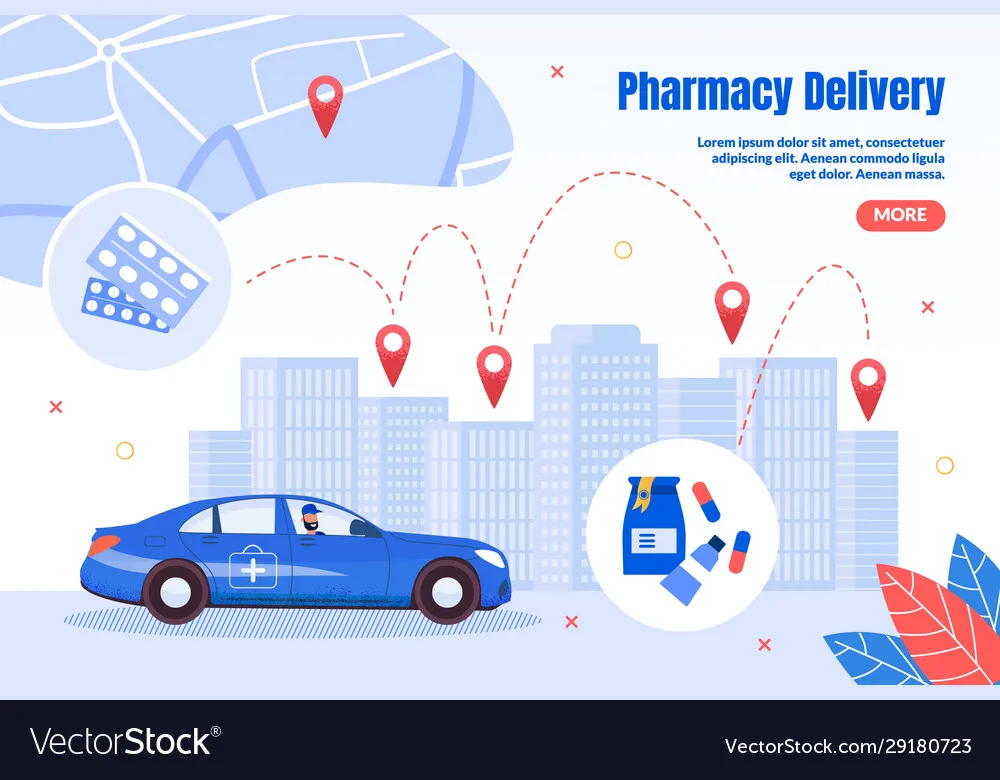 Pharmacy Delivery
Lorem ipsum dolor sit amet, consectetuer
adipiscing elit. Aenean commodo ligula
eget dolor. Aenean massa.
MORE
VectorStock®
VectorStock.com/29180723